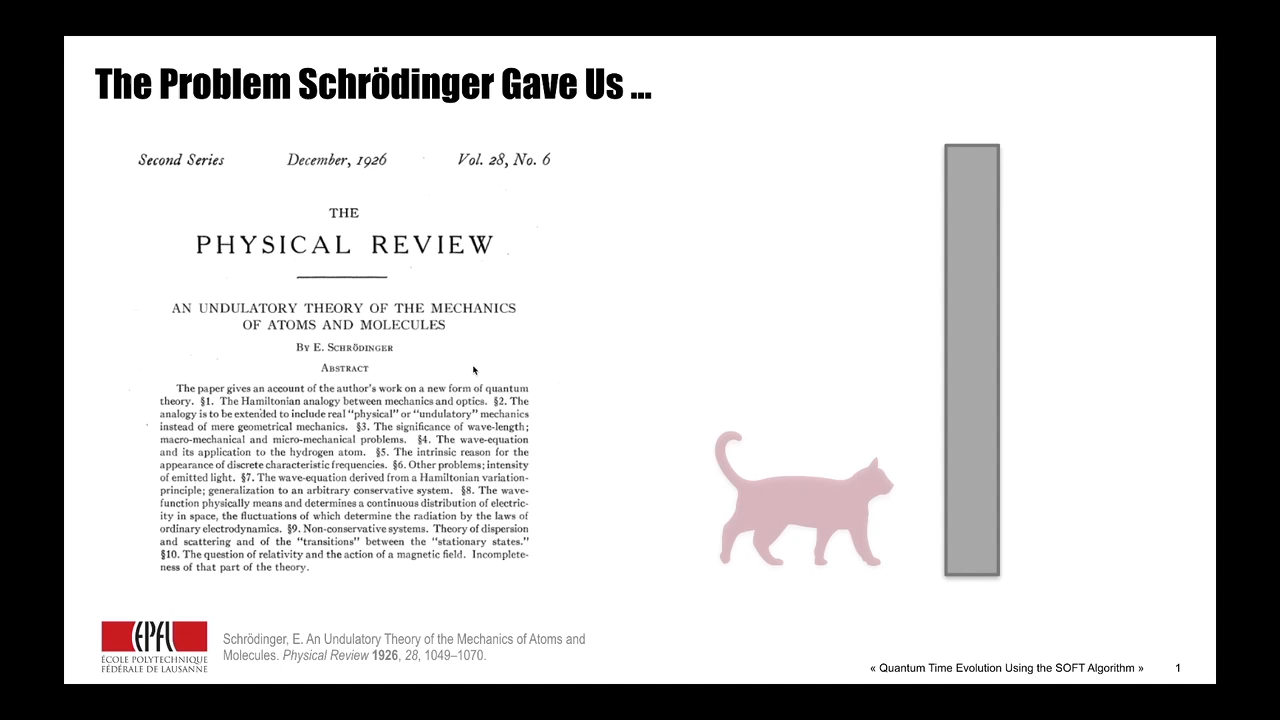 The Problem Schrödinger Gave Us ...
Second Series December, 1926 Vol. 28, No. 6
THE
PHYSICAL REVIEW
AN UNDULATORY THEORY OF THE MECHANICS
OF ATOMS AND MOLECULES
BY E. SCHRÖDINGER
ABSTRACT
The paper gives an account of the author's work on a new form of quantum
theory. §1. The Hamiltonian analogy between mechanics and optics. §2. The
analogy is to be extended to include real "physical" or "undulatory" mechanics
instead of mere geometrical mechanics. §3. The significance of wave-length;
macro-mechanical and micro-mechanical problems. §4. The wave-equation
and its application to the hydrogen atom. §5. The intrinsic reason for the
appearance of discrete characteristic frequencies. §6. Other problems; intensity
of emitted light. §7. The wave-equation derived from a Hamiltonian variation-
principle; generalization to an arbitrary conservative system. §8. The wave-
function physically means and determines a continuous distribution of electric-
ity in space, the fluctuations of which determine the radiation by the laws of
ordinary electrodynamics. §9. Non-conservative systems. Theory of dispersion
and scattering and of the "transitions" between the "stationary states."
§10. The question of relativity and the action of a magnetic field. Incomplete-
ness of that part of the theory.
EPFL
ÉCOLE POLYTECHNIQUE
FÉDÉRALE DE LAUSANNE
Schrödinger, E. An Undulatory Theory of the Mechanics of Atoms and
Molecules. Physical Review 1926, 28, 1049–1070.
« Quantum Time Evolution Using the SOFT Algorithm » 1